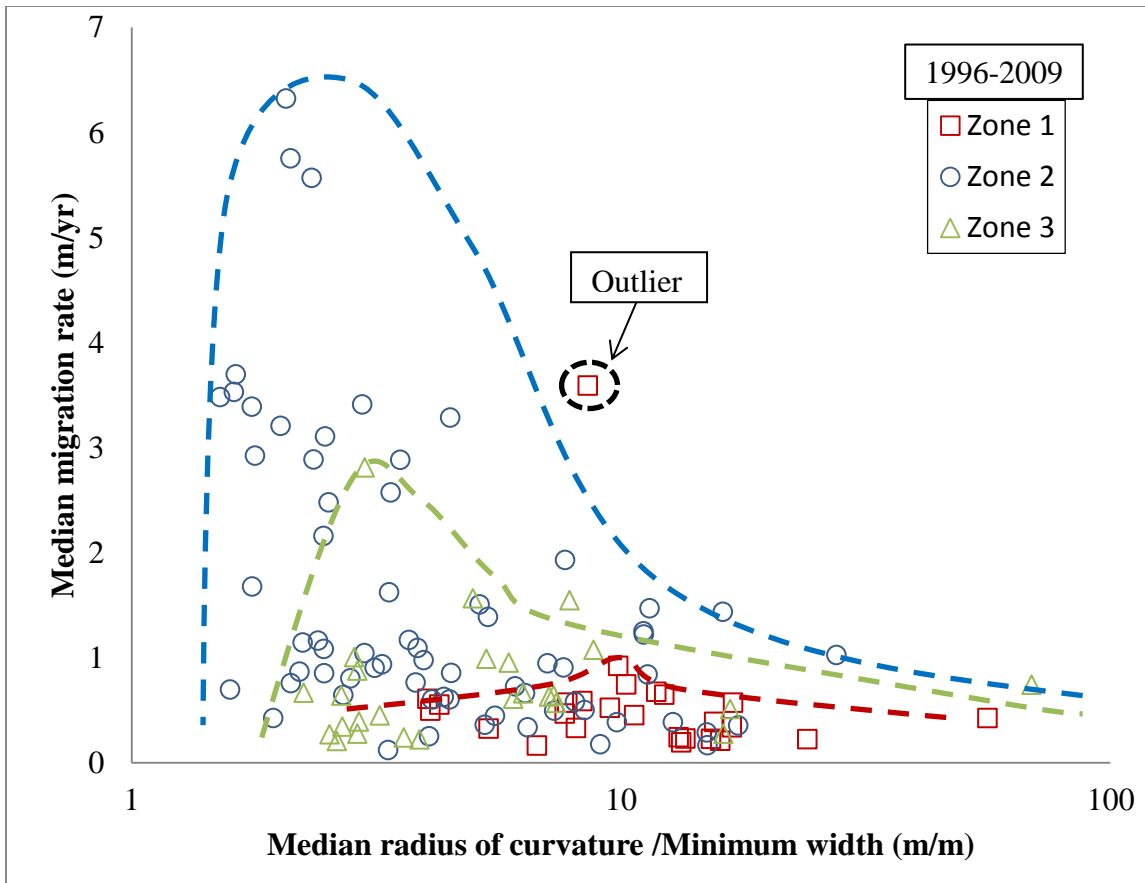 7
6
5
4
3
2
1
0
Median migration rate (m/yr)
1996-2009
Zone 1
Zone 2
Zone 3
Outlier
1
10
100
Median radius of curvature /Minimum width (m/m)